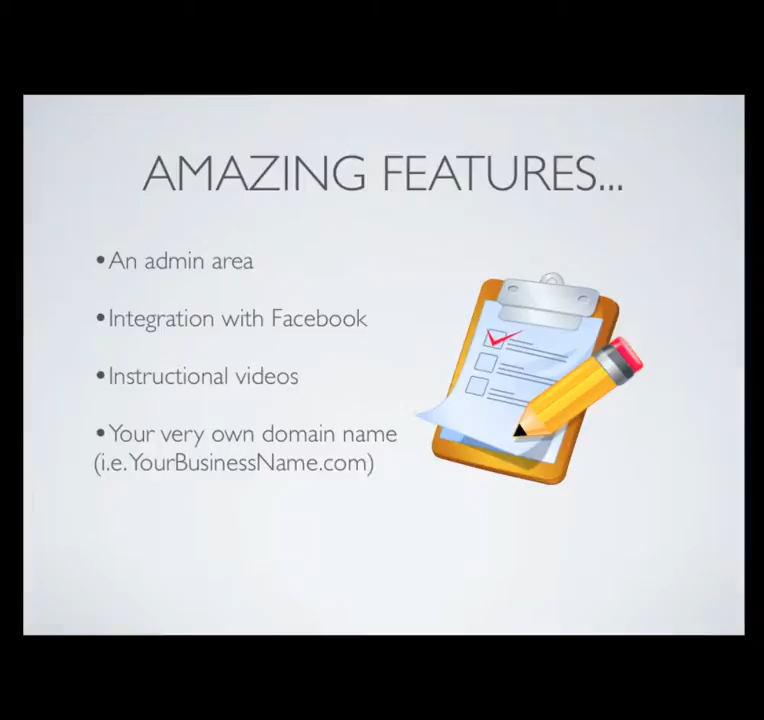 AMAZING FEATURES...
•An admin area
•Integration with Facebook
•Instructional videos
•Your very own domain name
(i.e. YourBusinessName.com)